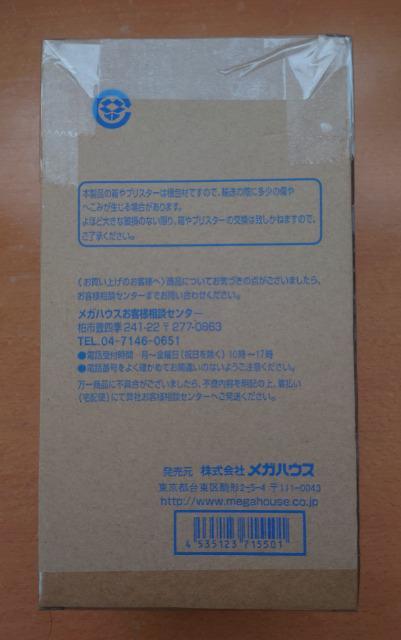 本製品の箱やブリスターは梱包材ですので、輸送の際に多少の傷や
へこみが生じる場合があります。
よほど大きな破損のない限り、箱やブリスターの交換は致しかねますので、
ご了承ください。
〈お買い上げのお客様へ〉商品についてお気づきの点がございましたら、
お客様相談センターまでお問い合わせください。
メガハウスお客様相談センター
柏市豊四季241-22 〒277-0863
TEL.04-7146-0651
●電話受付時間・月〜金曜日(祝日を除く)10時〜17時
●電話番号をよく確かめてお間違いのないようご注意ください。
万一商品に不具合がございましたら、不良内容を明記の上、着払い
(宅配便)にて弊社お客様相談センターへご発送ください。
発売元 株式会社 メガハウス
東京都台東区駒形2-5-4 〒111-0043
http://www.megahouse.co.jp
4 535123 715501